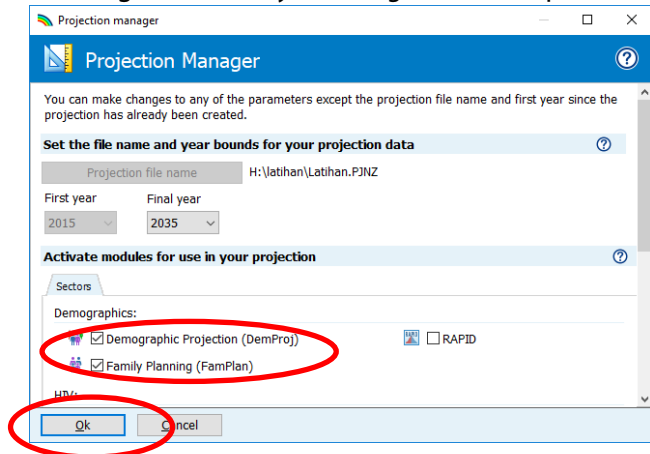 Projection manager
Projection Manager
You can make changes to any of the parameters except the projection file name and first year since the
projection has already been created.
Set the file name and year bounds for your projection data
Projection file name H:\latihan\Latihan.PJNZ
First year Final year
2015 2035
Activate modules for use in your projection
Sectors
Demographics:
Demographic Projection (DemProj) RAPID
Family Planning (FamPlan)
HIV:
Ok Cancel